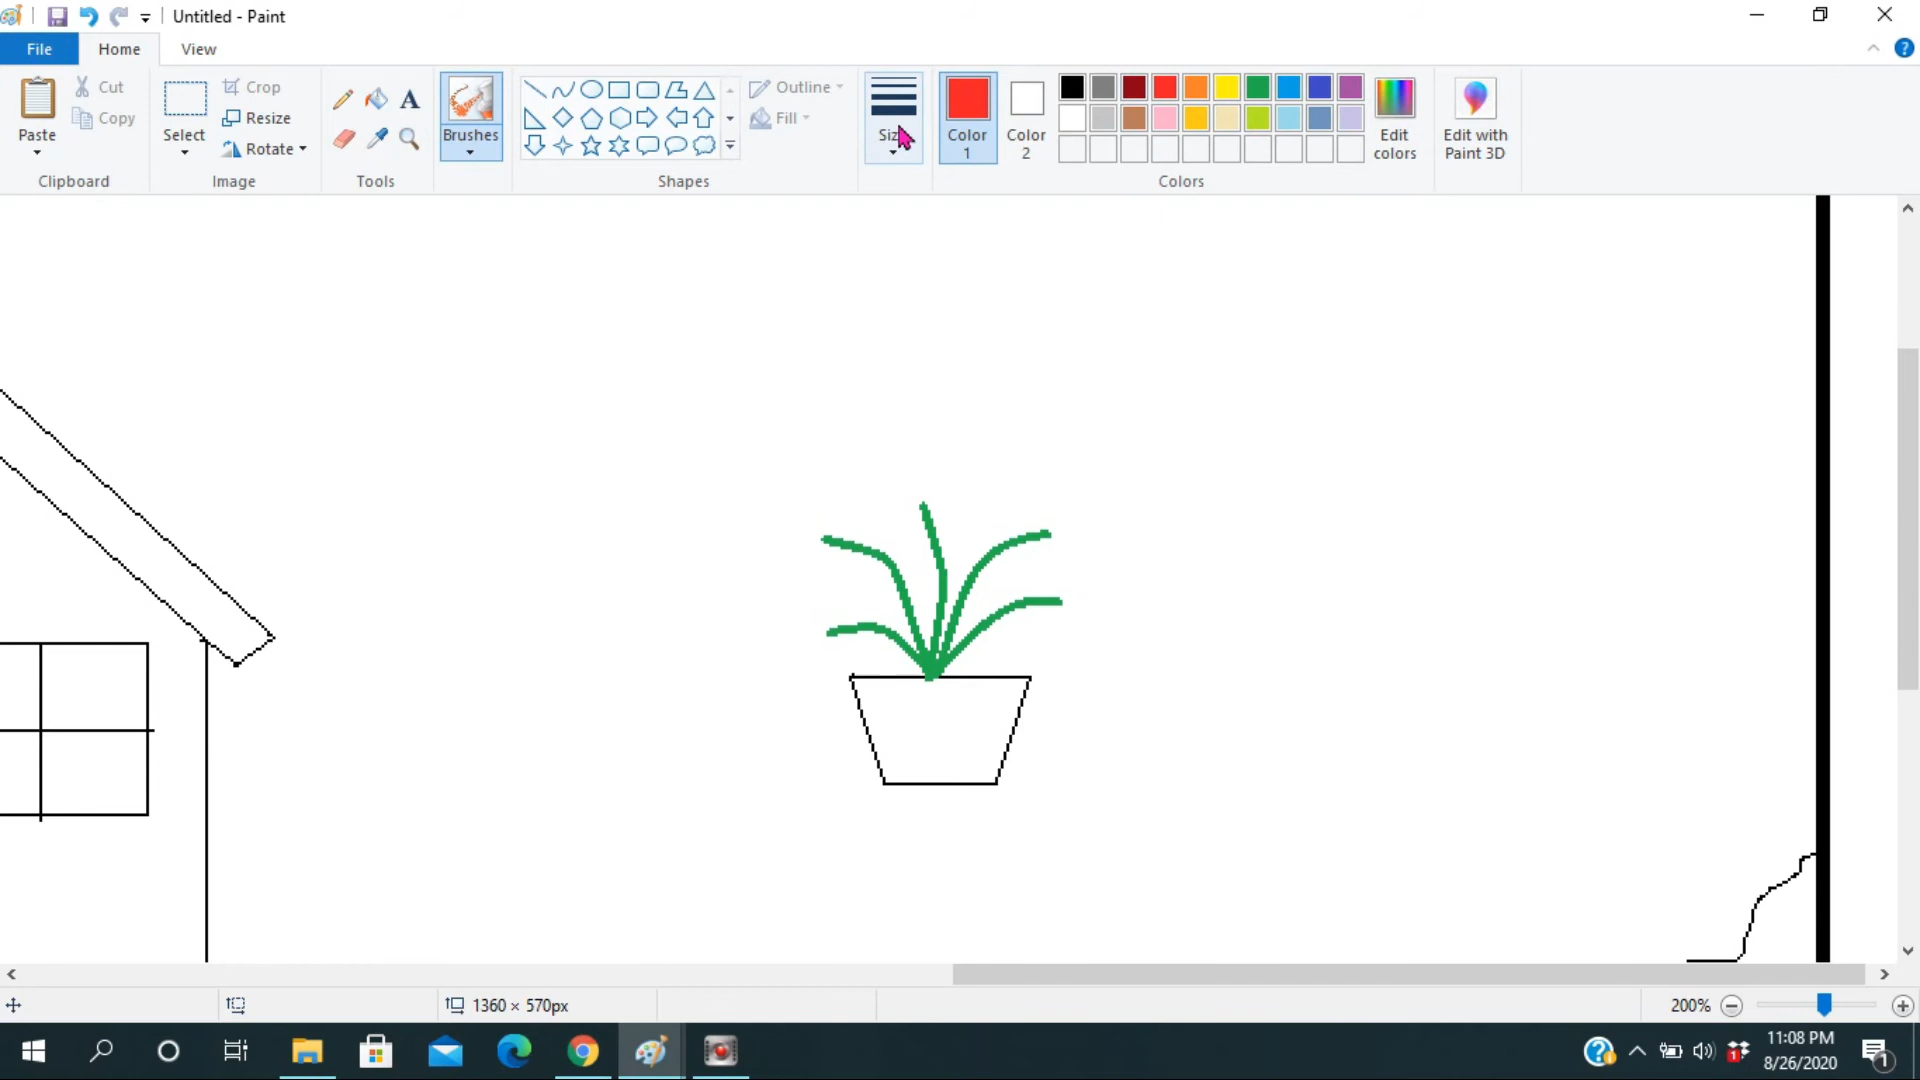 Untitled - Paint
File Home View
Paste
Cut
Copy
Clipboard
Select
Crop
Resize
Rotate
Image
Tools
Brushes
Shapes
Outline
Fill
Color 1
Color 2
Colors
Edit colors
Edit with Paint 3D
1360 × 570px
200%
11:08 PM
8/26/2020